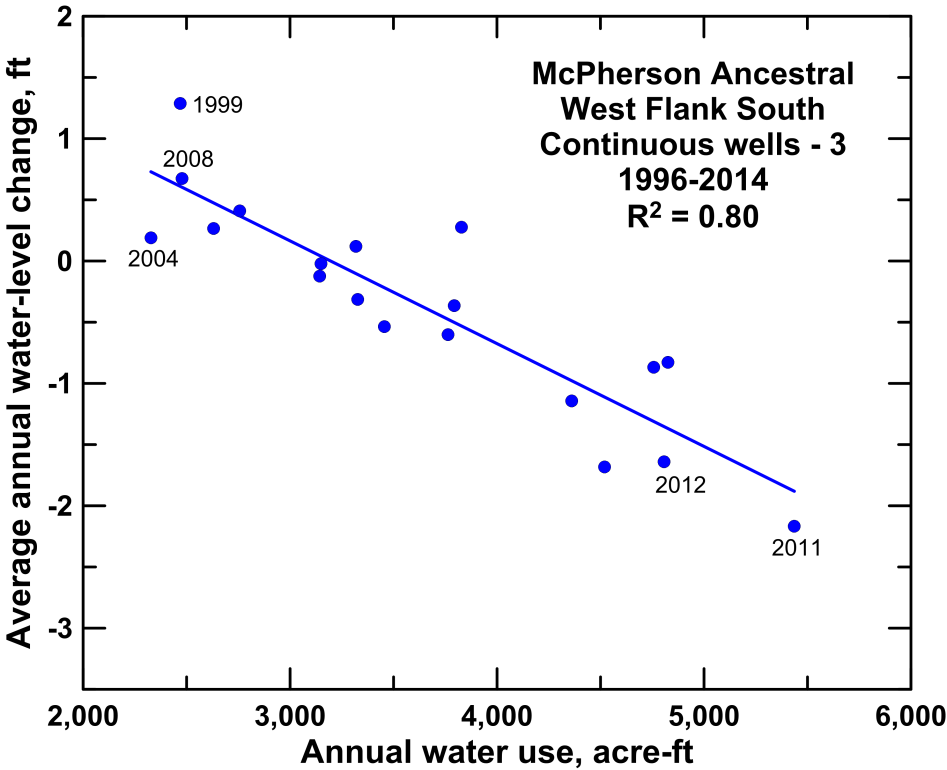 McPherson Ancestral
West Flank South
Continuous wells - 3
1996-2014
R² = 0.80
Average annual water-level change, ft
2
1
0
-1
-2
-3
1999
2008
2004
2012
2011
2,000 3,000 4,000 5,000 6,000
Annual water use, acre-ft